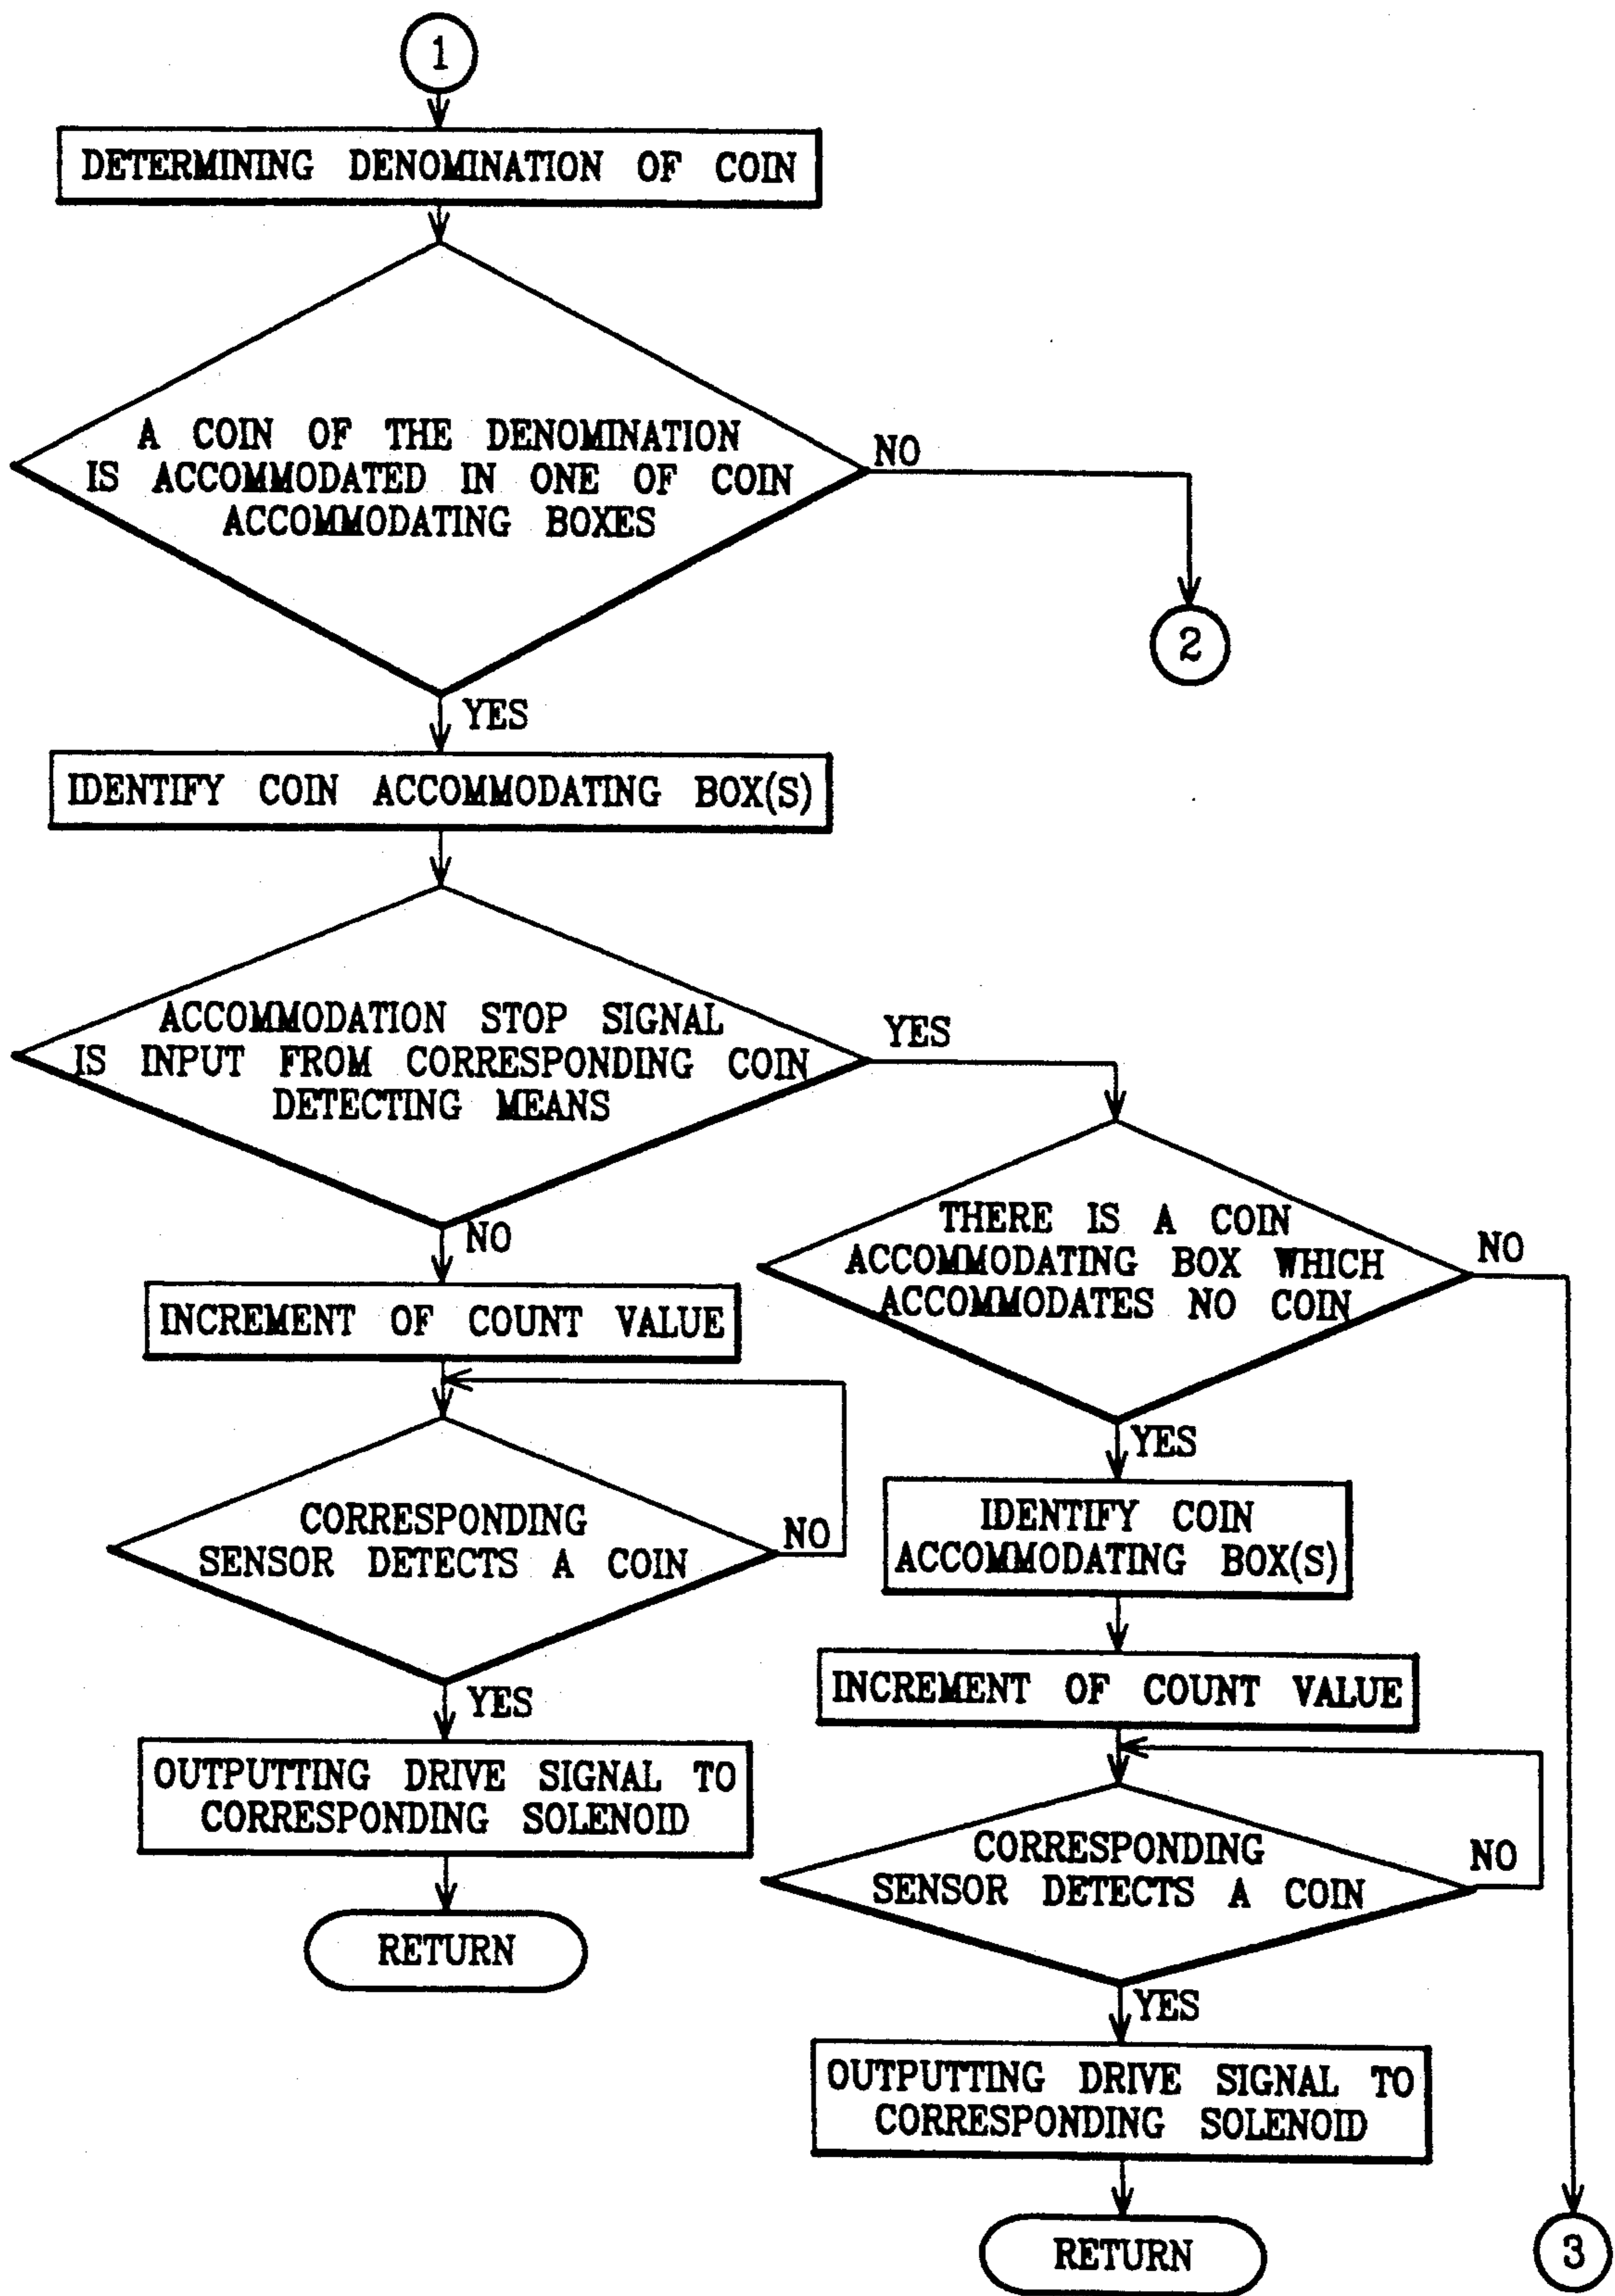 1
DETERMINING DENOMINATION OF COIN
A COIN OF THE DENOMINATION
IS ACCOMMODATED IN ONE OF COIN
ACCOMMODATING BOXES
NO
2
YES
IDENTIFY COIN ACCOMMODATING BOX(S)
ACCOMMODATION STOP SIGNAL
IS INPUT FROM CORRESPONDING COIN
DETECTING MEANS
YES
NO
INCREMENT OF COUNT VALUE
CORRESPONDING
SENSOR DETECTS A COIN
NO
YES
OUTPUTTING DRIVE SIGNAL TO
CORRESPONDING SOLENOID
RETURN
THERE IS A COIN
ACCOMMODATING BOX WHICH
ACCOMMODATES NO COIN
NO
YES
IDENTIFY COIN
ACCOMMODATING BOX(S)
INCREMENT OF COUNT VALUE
CORRESPONDING
SENSOR DETECTS A COIN
NO
YES
OUTPUTTING DRIVE SIGNAL TO
CORRESPONDING SOLENOID
RETURN
3